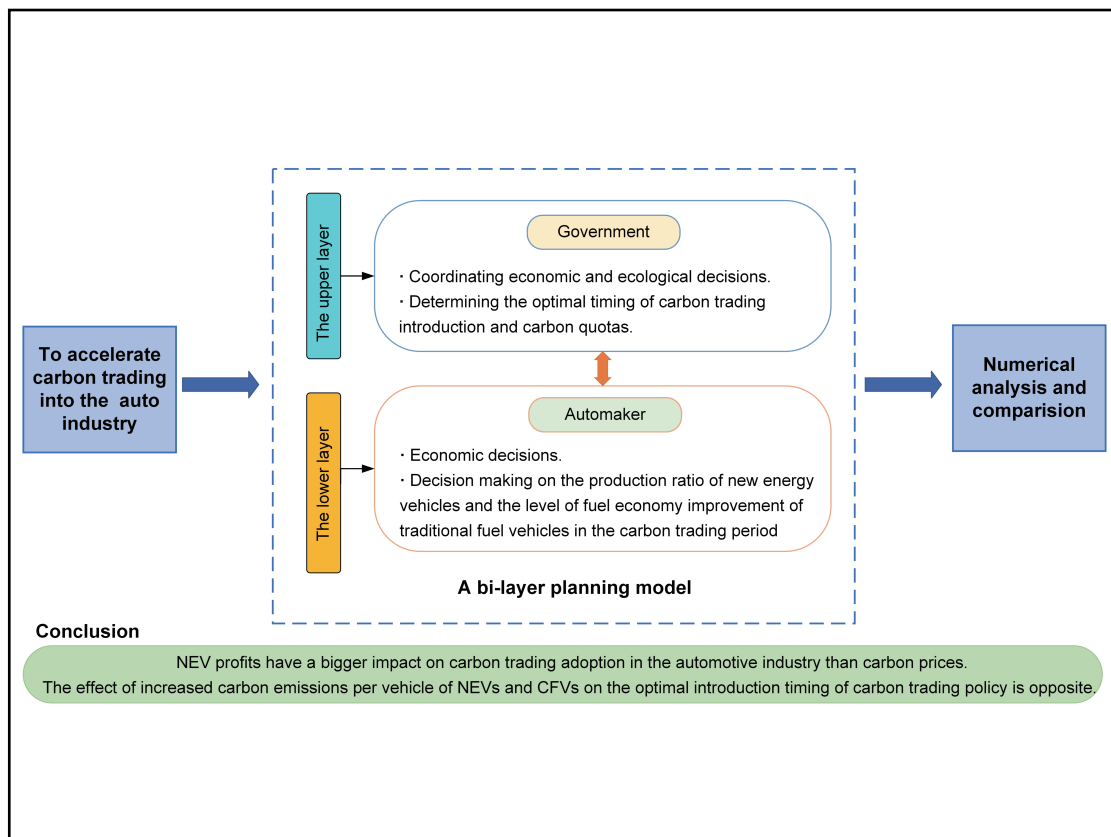 To accelerate
carbon trading
into the  auto
industry
The upper layer
Government
· Coordinating economic and ecological decisions.
· Determining the optimal timing of carbon trading
introduction and carbon quotas.
The lower layer
Automaker
· Economic decisions.
· Decision making on the production ratio of new energy
vehicles and the level of fuel economy improvement of
traditional fuel vehicles in the carbon trading period
A bi-layer planning model
Numerical
analysis and
comparision
Conclusion
NEV profits have a bigger impact on carbon trading adoption in the automotive industry than carbon prices.
The effect of increased carbon emissions per vehicle of NEVs and CFVs on the optimal introduction timing of carbon trading policy is opposite.